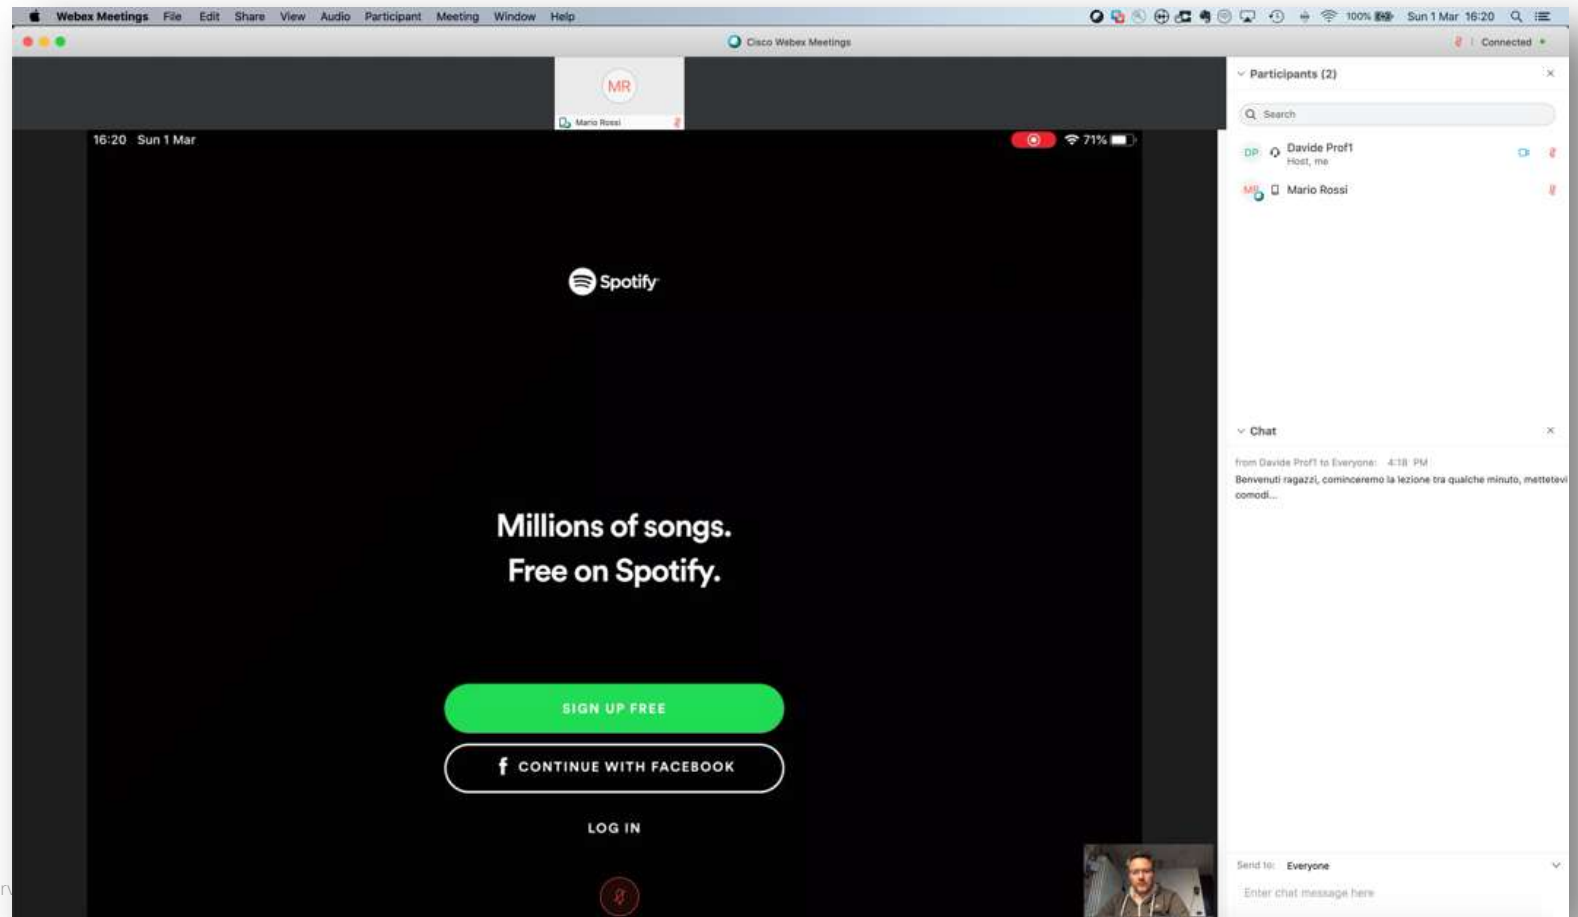 Webex Meetings File Edit Share View Audio Participant Meeting Window Help
100% Sun 1 Mar 16:20
Cisco Webex Meetings
Connected
MR
Mario Rossi
16:20 Sun 1 Mar
71%
Spotify
Millions of songs.
Free on Spotify.
SIGN UP FREE
f CONTINUE WITH FACEBOOK
LOG IN
Participants (2)
Search
DP Davide Prof1
Host, me
MR Mario Rossi
Chat
from Davide Prof1 to Everyone: 4:18 PM
Benvenuti ragazzi, cominceremo la lezione tra qualche minuto, mettetevi
comodi...
Send to: Everyone
Enter chat message here